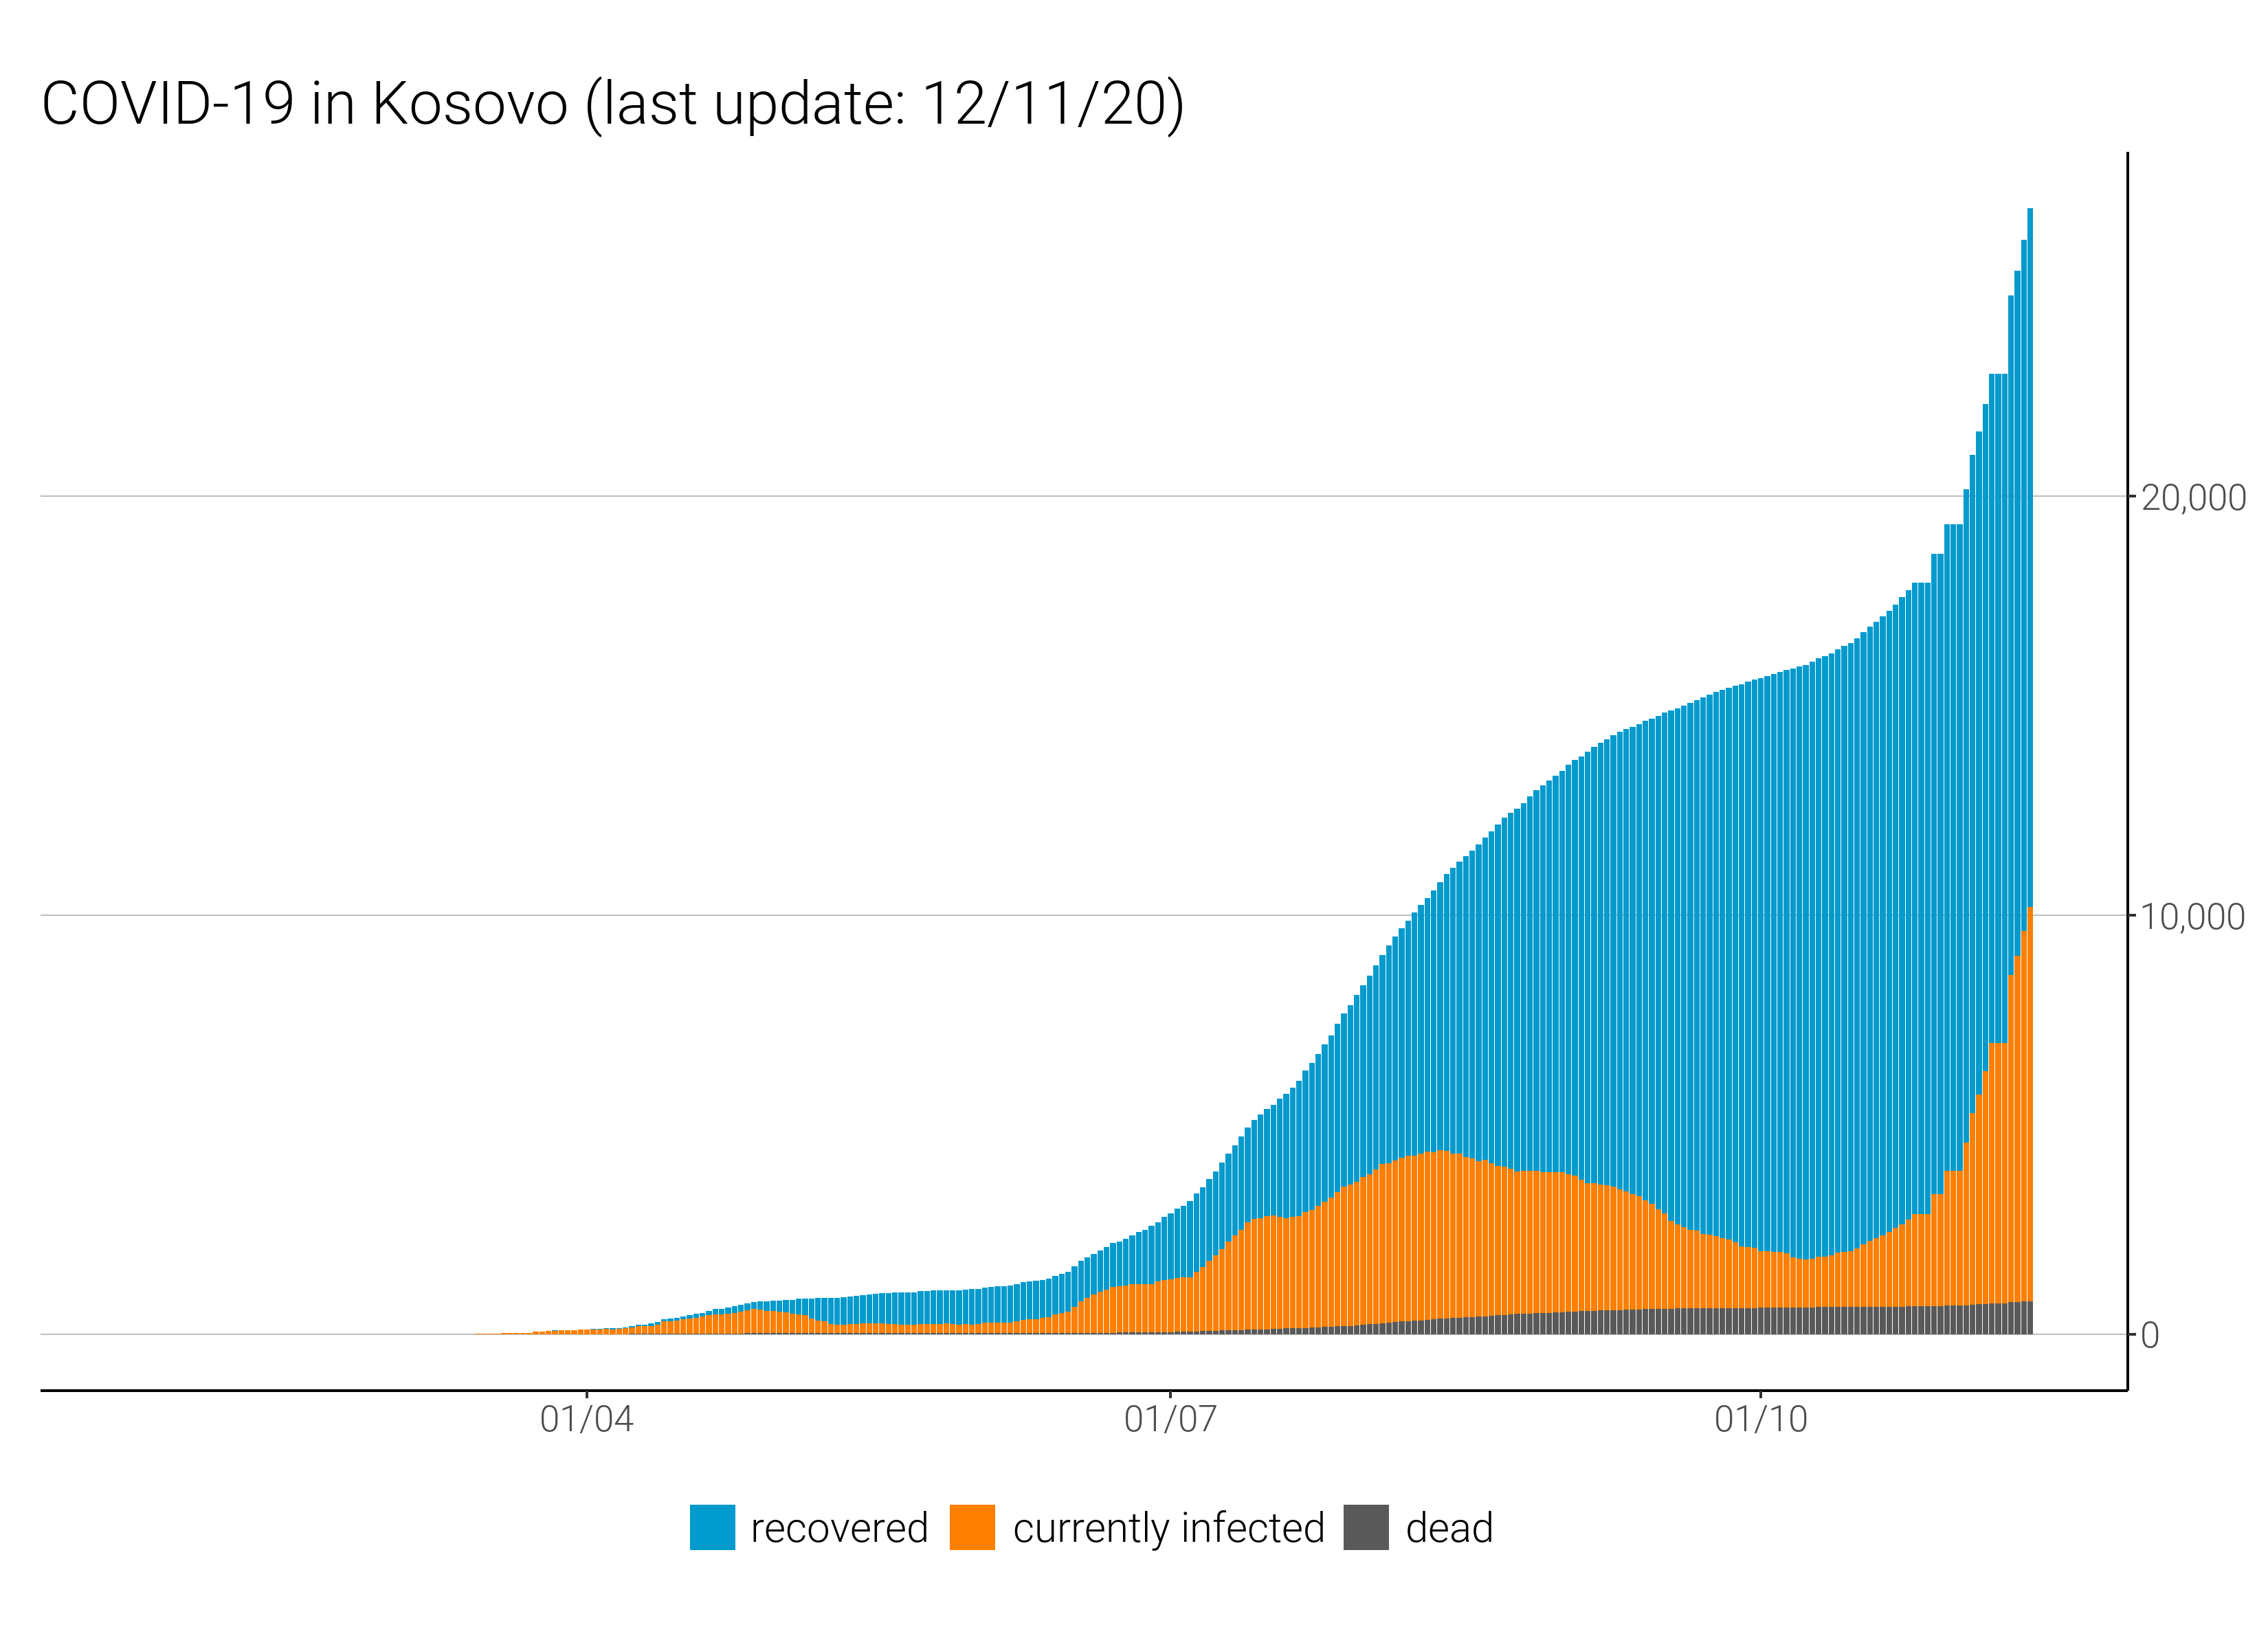 COVID-19 in Kosovo (last update: 12/11/20)
20,000
10,000
0
01/04 01/07 01/10
recovered currently infected dead